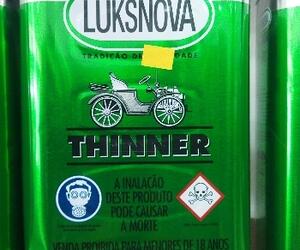 LUKSNOVA
TRADIÇÃO DE
THINNER
A INALAÇÃO
DESTE PRODUTO
PODE CAUSAR
A MORTE
VENDA PROIBIDA PARA MENORES DE 18 ANOS